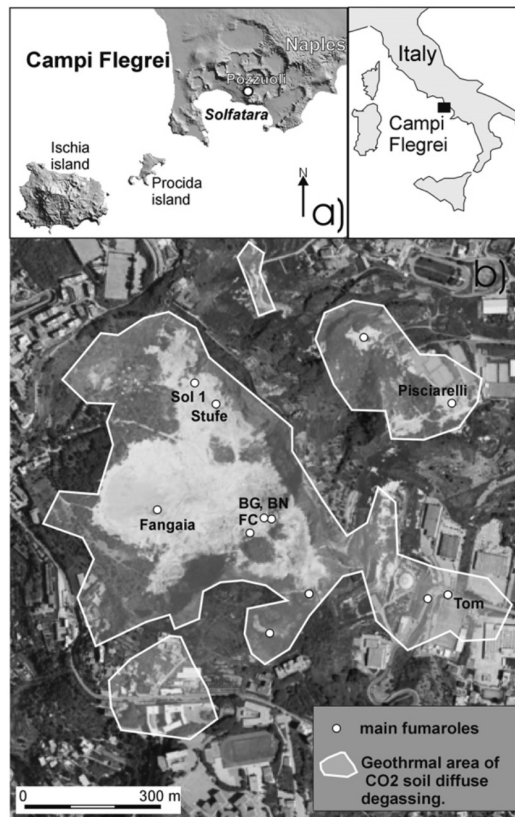 Campi Flegrei
Naples
Pozzuoli
Solfatara
Ischia
island
Procida
island
N
a)
Italy
Campi
Flegrei
b)
Sol 1
Stufe
Pisciarelli
BG, BN
FC
Fangaia
Tom
main fumaroles
Geothrmal area of
CO2 soil diffuse
degassing.
0 300 m